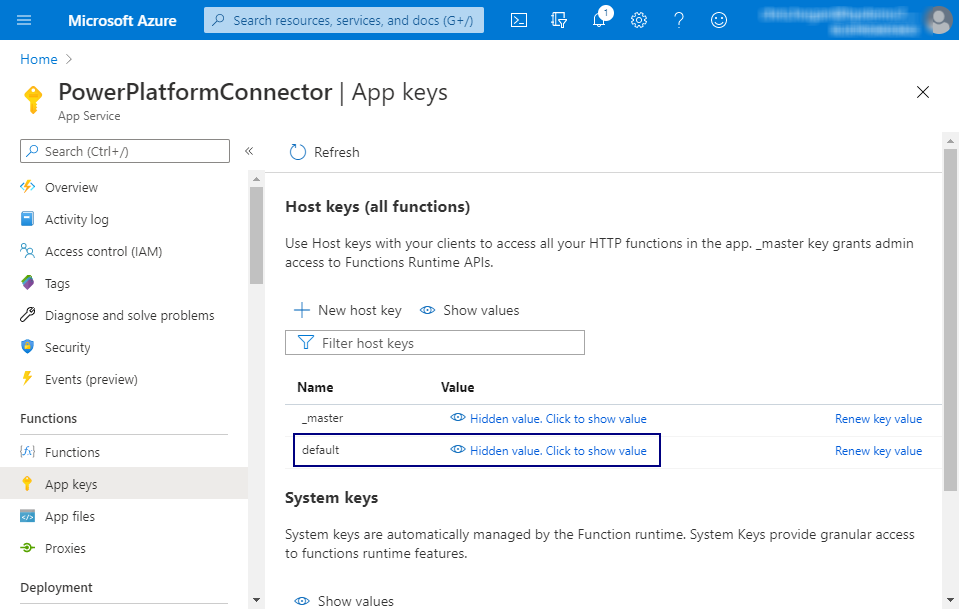 Microsoft Azure
Search resources, services, and docs (G+/)
1
Home
PowerPlatformConnector | App keys
App Service
Search (Ctrl+/)
Refresh
Overview
Activity log
Access control (IAM)
Tags
Diagnose and solve problems
Security
Events (preview)
Functions
Functions
App keys
App files
Proxies
Deployment
Host keys (all functions)
Use Host keys with your clients to access all your HTTP functions in the app. _master key grants admin
access to Functions Runtime APIs.
New host key Show values
Filter host keys
Name Value
_master Hidden value. Click to show value Renew key value
default Hidden value. Click to show value Renew key value
System keys
System keys are automatically managed by the Function runtime. System Keys provide granular access
to functions runtime features.
Show values